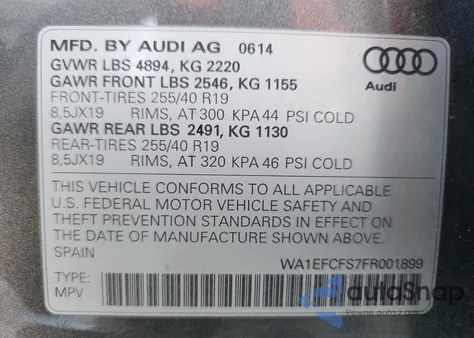 MFD. BY AUDI AG 0614
GVWR LBS 4894, KG 2220
GAWR FRONT LBS 2546, KG 1155
FRONT-TIRES 255/40 R19
8,5JX19 RIMS, AT 300 KPA 44 PSI COLD
GAWR REAR LBS 2491, KG 1130
REAR-TIRES 255/40 R19
8,5JX19 RIMS, AT 320 KPA 46 PSI COLD
Audi
THIS VEHICLE CONFORMS TO ALL APPLICABLE
U.S. FEDERAL MOTOR VEHICLE SAFETY AND
THEFT PREVENTION STANDARDS IN EFFECT ON
THE DATE OF MANUFACTURE SHOWN ABOVE.
SPAIN
WA1EFCFS7FR001899
TYPE:
MPV
autaShap
Pewne auta z